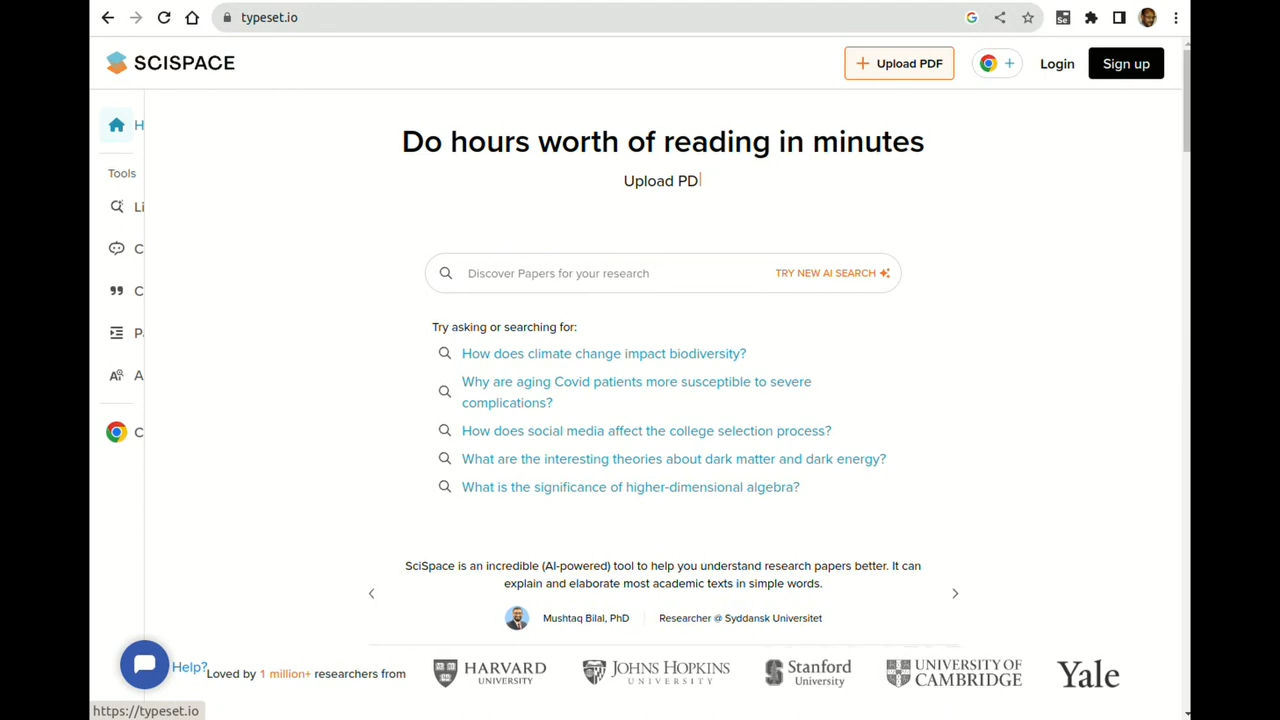 typeset.io
Se
SCISPACE
Upload PDF
Login
Sign up
H
Tools
Li
C
C
Pa
A
C
Do hours worth of reading in minutes
Upload PD
Discover Papers for your research
TRY NEW AI SEARCH
Try asking or searching for:
How does climate change impact biodiversity?
Why are aging Covid patients more susceptible to severe
complications?
How does social media affect the college selection process?
What are the interesting theories about dark matter and dark energy?
What is the significance of higher-dimensional algebra?
SciSpace is an incredible (AI-powered) tool to help you understand research papers better. It can
explain and elaborate most academic texts in simple words.
Mushtaq Bilal, PhD
Researcher @ Syddansk Universitet
Help?
Loved by 1 million+ researchers from
HARVARD
UNIVERSITY
JOHNS HOPKINS
UNIVERSITY
Stanford
University
UNIVERSITY OF
CAMBRIDGE
Yale
https://typeset.io